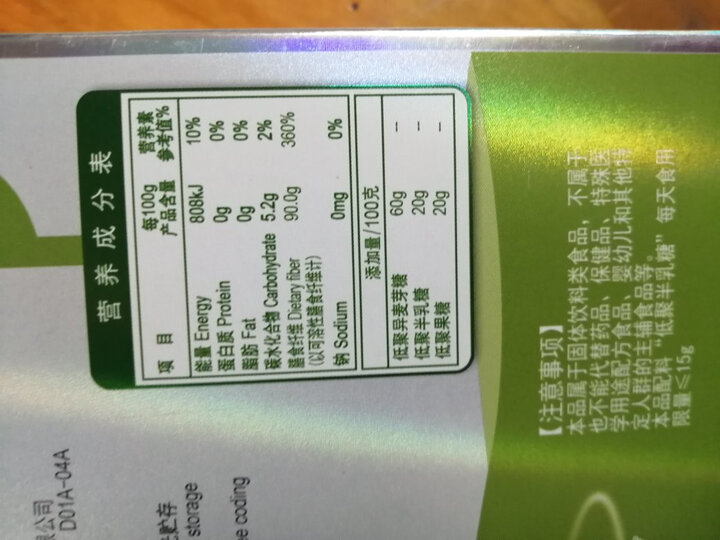 营养成分表
项目 每100g产品含量 营养素参考值%
能量 Energy 808kJ 10%
蛋白质 Protein 0g 0%
脂肪 Fat 0g 0%
碳水化合物 Carbohydrate 5.2g 2%
膳食纤维 Dietary fiber 90.0g 360%
(以可溶性膳食纤维计)
钠 Sodium 0mg 0%
添加量/100克
低聚异麦芽糖 60g –
低聚半乳糖 20g –
低聚果糖 20g –
【注意事项】
本品属于固体饮料类食品，不属于
也不能代替药品、保健品、特殊医
学用途配方食品、婴幼儿和其他特
定人群的主辅食品等。
本品配料“低聚半乳糖”每天食用
限量≤15g
限公司
D01A-04A
贮存
storage
e coding